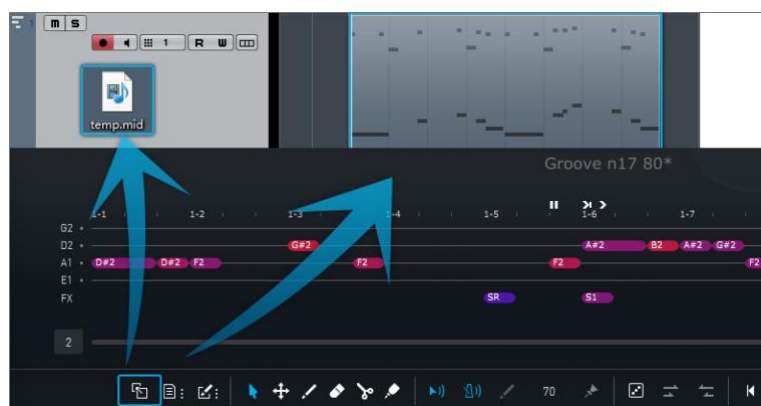 1 m S
1 R W
temp.mid
Groove n17 80*
1-1 1-2 1-3 1-4 1-5 1-6 1-7
G2
D2 G#2 A#2 B2 A#2 G#2
A1 D#2 D#2 F2 F2 F2 F2
E1
FX SR S1
2
70